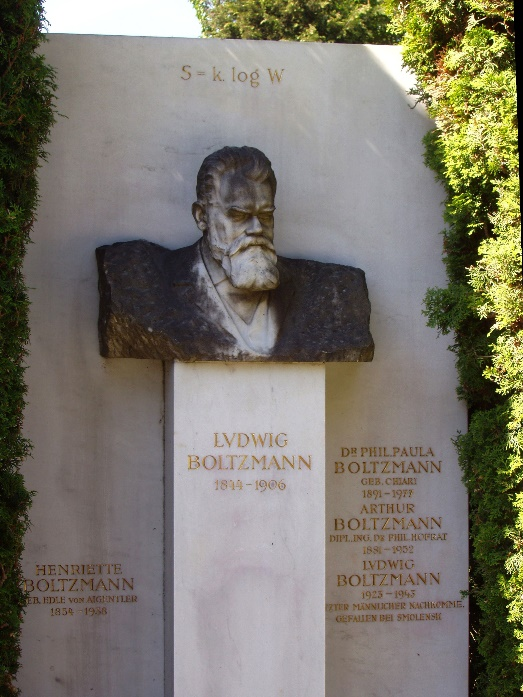 S = k. log W
LVDWIG
BOLTZMANN
1844-1906
HENRIETTE
BOLTZMANN
EDLE VON AIGENTLER
1854-1938
DR PHIL. PAULA
BOLTZMANN
GEB. CHIARI
1891-1977
ARTHUR
BOLTZMANN
DIPL. ING. DR PHIL. HOFRAT
1881-1952
LVDWIG
BOLTZMANN
1923-1943
MÄNNLICHER NACHKOMME
GEFALLEN BEI SMOLENSK